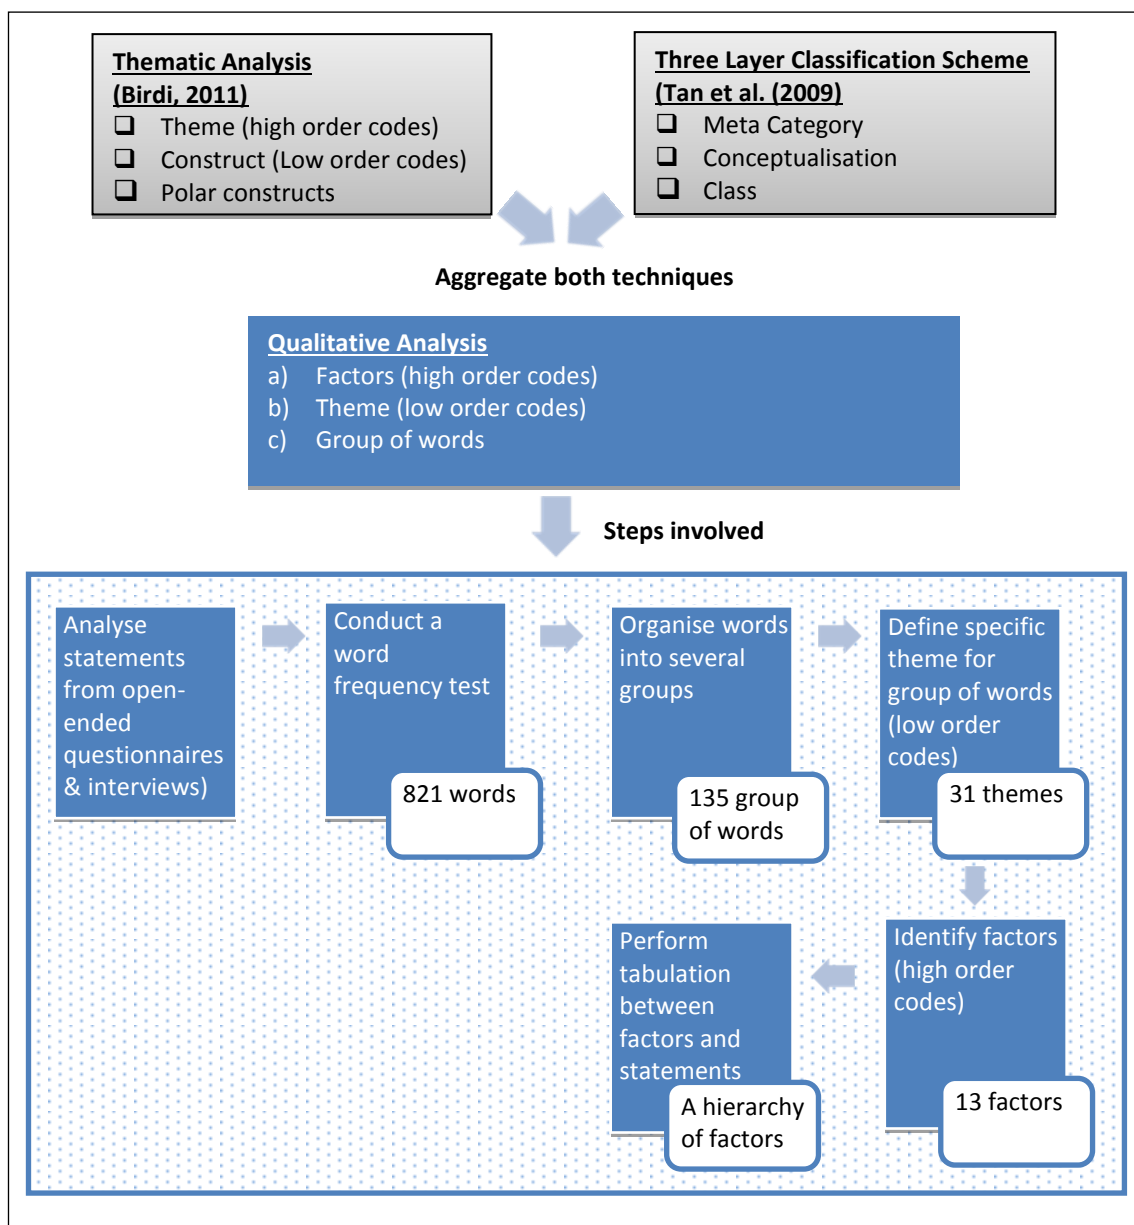 Thematic Analysis
(Birdi, 2011)
Theme (high order codes)
Construct (Low order codes)
Polar constructs
Three Layer Classification Scheme
(Tan et al. (2009)
Meta Category
Conceptualisation
Class
Aggregate both techniques
Qualitative Analysis
a) Factors (high order codes)
b) Theme (low order codes)
c) Group of words
Steps involved
Analyse
statements
from open-
ended
questionnaires
& interviews)
Conduct a
word
frequency test
821 words
Organise words
into several
groups
135 group
of words
Define specific
theme for
group of words
(low order
codes)
31 themes
Identify factors
(high order
codes)
13 factors
Perform
tabulation
between
factors and
statements
A hierarchy
of factors